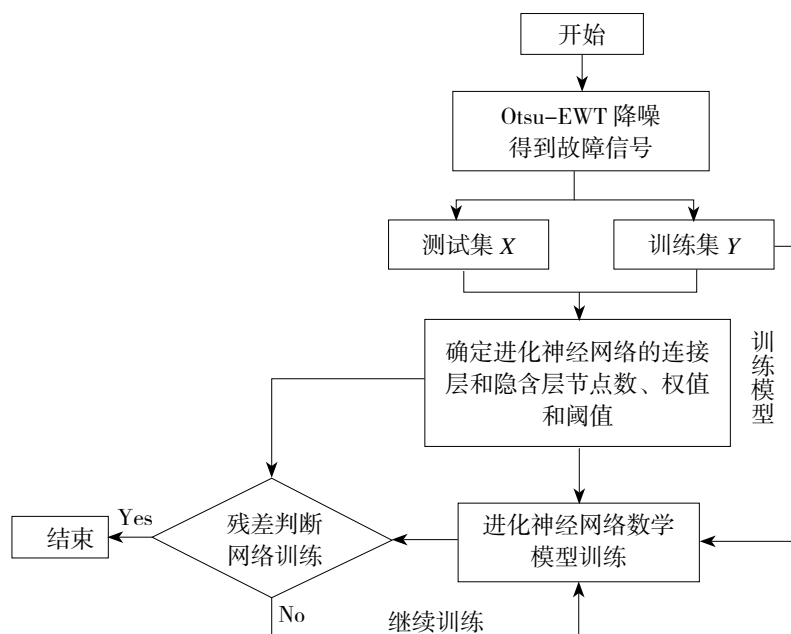 开始
Otsu-EWT 降噪
得到故障信号
测试集 X
训练集 Y
确定进化神经网络的连接
层和隐含层节点数、权值
和阈值
训练模型
结束
Yes
残差判断
网络训练
进化神经网络数学
模型训练
No
继续训练